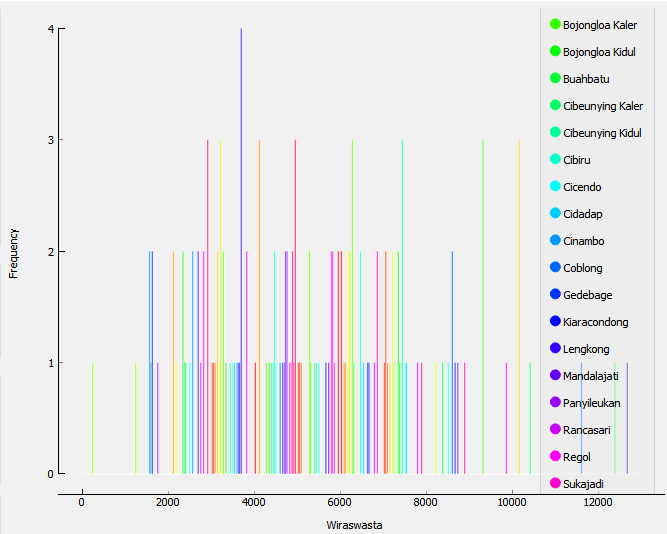 4
3
2
1
0
Frequency
0
2000
4000
6000
8000
10000
12000
Wiraswasta
Bojongloa Kaler
Bojongloa Kidul
Buahbatu
Cibeunying Kaler
Cibeunying Kidul
Cibiru
Cicendo
Cidadap
Cinambo
Coblong
Gedebage
Kiaracondong
Lengkong
Mandalajati
Panyileukan
Rancasari
Regol
Sukajadi